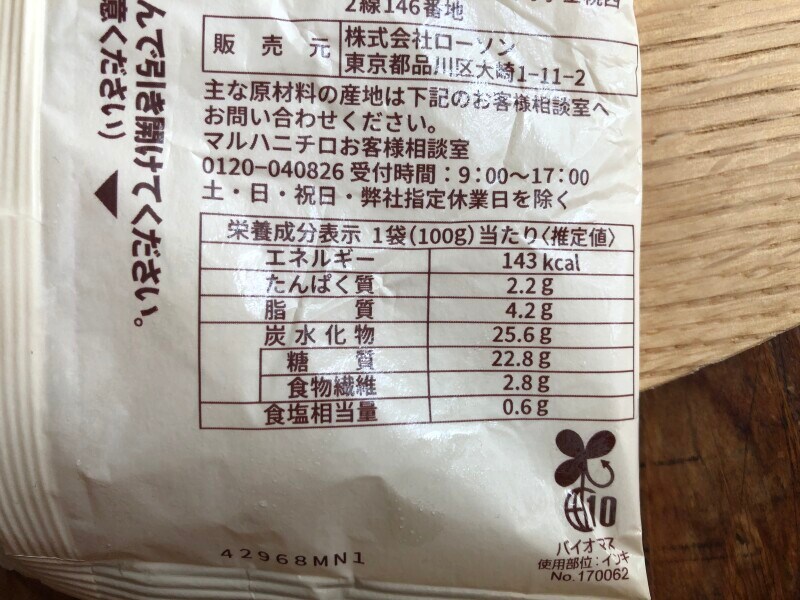 2線146番地
販売元 株式会社ローソン
東京都品川区大崎1-11-2
主な原材料の産地は下記のお客様相談室へ
お問い合わせください。
マルハニチロお客様相談室
0120-040826 受付時間:9:00～17:00
土・日・祝日・弊社指定休業日を除く
んで引き開けてください。
意ください)
栄養成分表示 1袋(100g)当たり〈推定値〉
エネルギー 143kcal
たんぱく質 2.2g
脂質 4.2g
炭水化物 25.6g
糖質 22.8g
食物繊維 2.8g
食塩相当量 0.6g
10
バイオマス
使用部位:インキ
No.170062
42968MN1